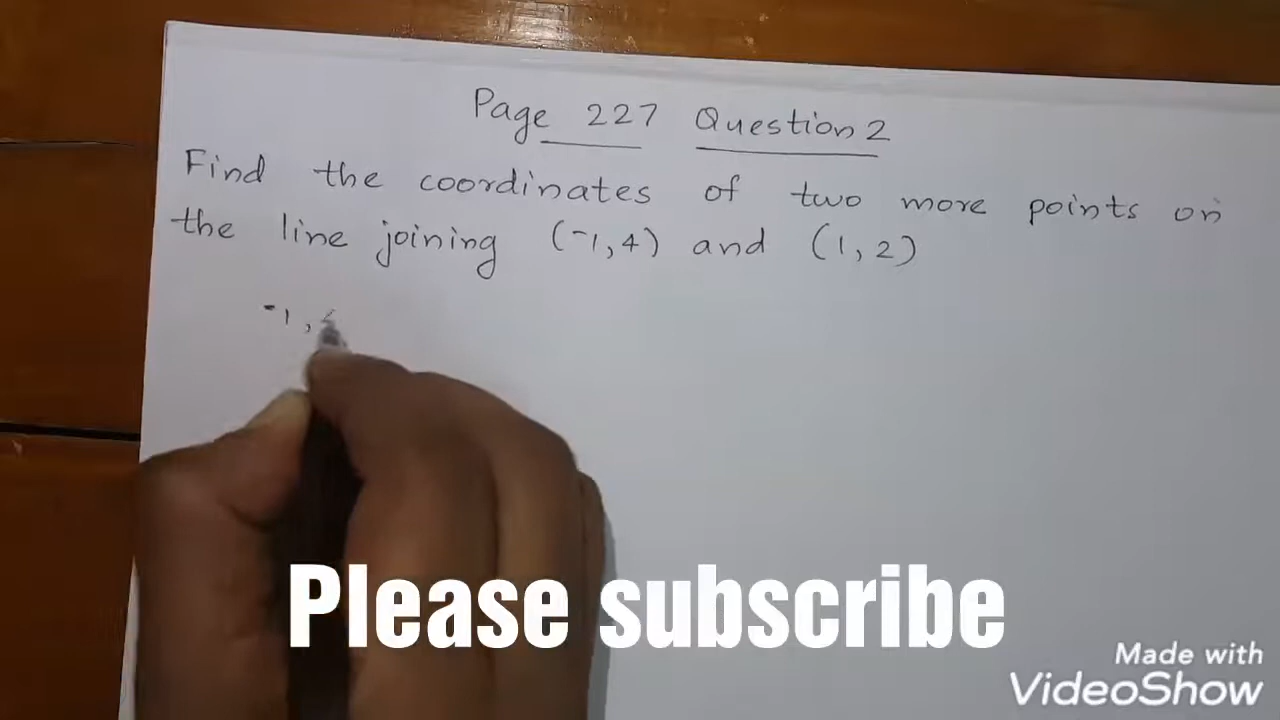 Page 227 Question 2
Find the coordinates of two more points on
the line joining (-1, 4) and (1, 2)
-1,
Please subscribe
Made with
VideoShow